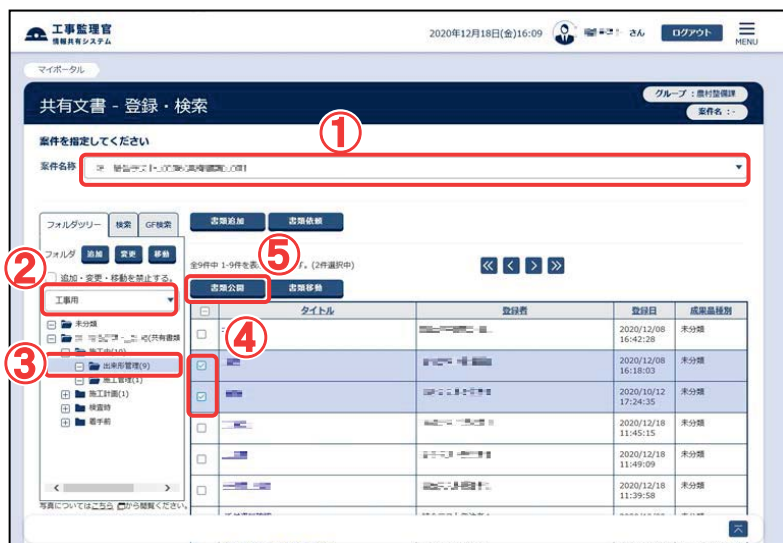 工事監理官
情報共有システム
2020年12月18日(金)16:09
さん
ログアウト
MENU
マイポータル
共有文書 - 登録・検索
グループ : 農村整備課
案件名 : -
案件を指定してください
①
案件名称
フォルダツリー 検索 GF検索
書類追加 書類依頼
フォルダ 追加 変更 移動
②
追加・変更・移動を禁止する。
⑤
全9件中 1-9件を表 す。(2件選択中)
工事用
書類公開 書類移動
タイトル 登録者 登録日 成果品種別
未分類
(共有書類
施工中(10)
③
出来形管理(9)
施工管理(1)
施工計画(1)
検査時
着手前
④
2020/12/08
16:42:28
未分類
2020/12/08
16:18:03
未分類
2020/10/12
17:24:35
未分類
2020/12/18
11:45:15
未分類
2020/12/18
11:49:09
未分類
2020/12/18
11:39:58
未分類
写真についてはこちら から閲覧ください。